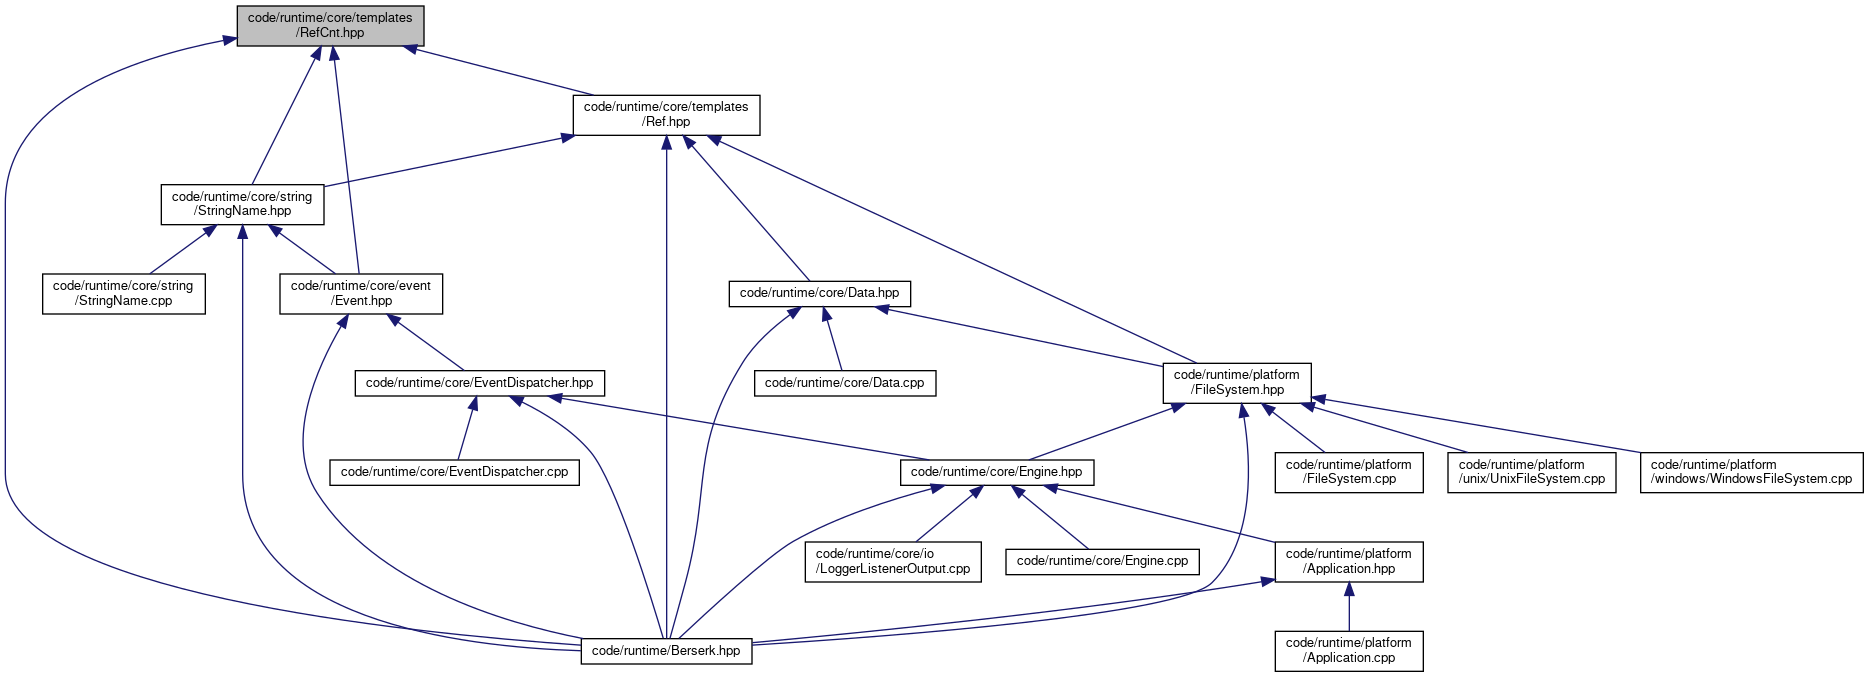 code/runtime/core/templates
/RefCnt.hpp
code/runtime/core/templates
/Ref.hpp
code/runtime/core/string
/StringName.hpp
code/runtime/core/string
/StringName.cpp
code/runtime/core/event
/Event.hpp
code/runtime/core/Data.hpp
code/runtime/core/EventDispatcher.hpp
code/runtime/core/Data.cpp
code/runtime/platform
/FileSystem.hpp
code/runtime/core/EventDispatcher.cpp
code/runtime/core/Engine.hpp
code/runtime/platform
/FileSystem.cpp
code/runtime/platform
/unix/UnixFileSystem.cpp
code/runtime/platform
/windows/WindowsFileSystem.cpp
code/runtime/core/io
/LoggerListenerOutput.cpp
code/runtime/core/Engine.cpp
code/runtime/platform
/Application.hpp
code/runtime/Berserk.hpp
code/runtime/platform
/Application.cpp